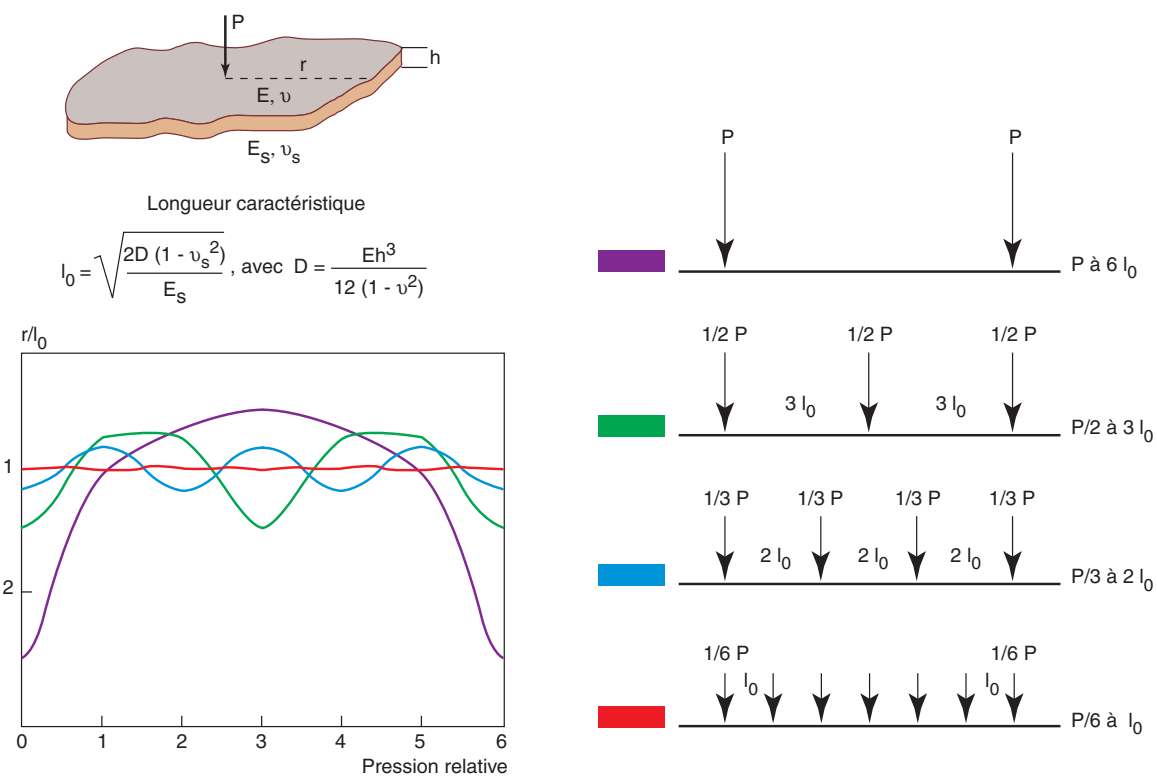 P
h
r
E, υ
Es, υs
Longueur caractéristique
l0 = √ 2D (1 - υs²) / Es , avec D = Eh³ / 12 (1 - υ²)
r/l0
1
2
0 1 2 3 4 5 6
Pression relative
P P
P à 6 l0
1/2 P 1/2 P 1/2 P
3 l0 3 l0
P/2 à 3 l0
1/3 P 1/3 P 1/3 P 1/3 P
2 l0 2 l0 2 l0
P/3 à 2 l0
1/6 P 1/6 P
l0 l0
P/6 à l0